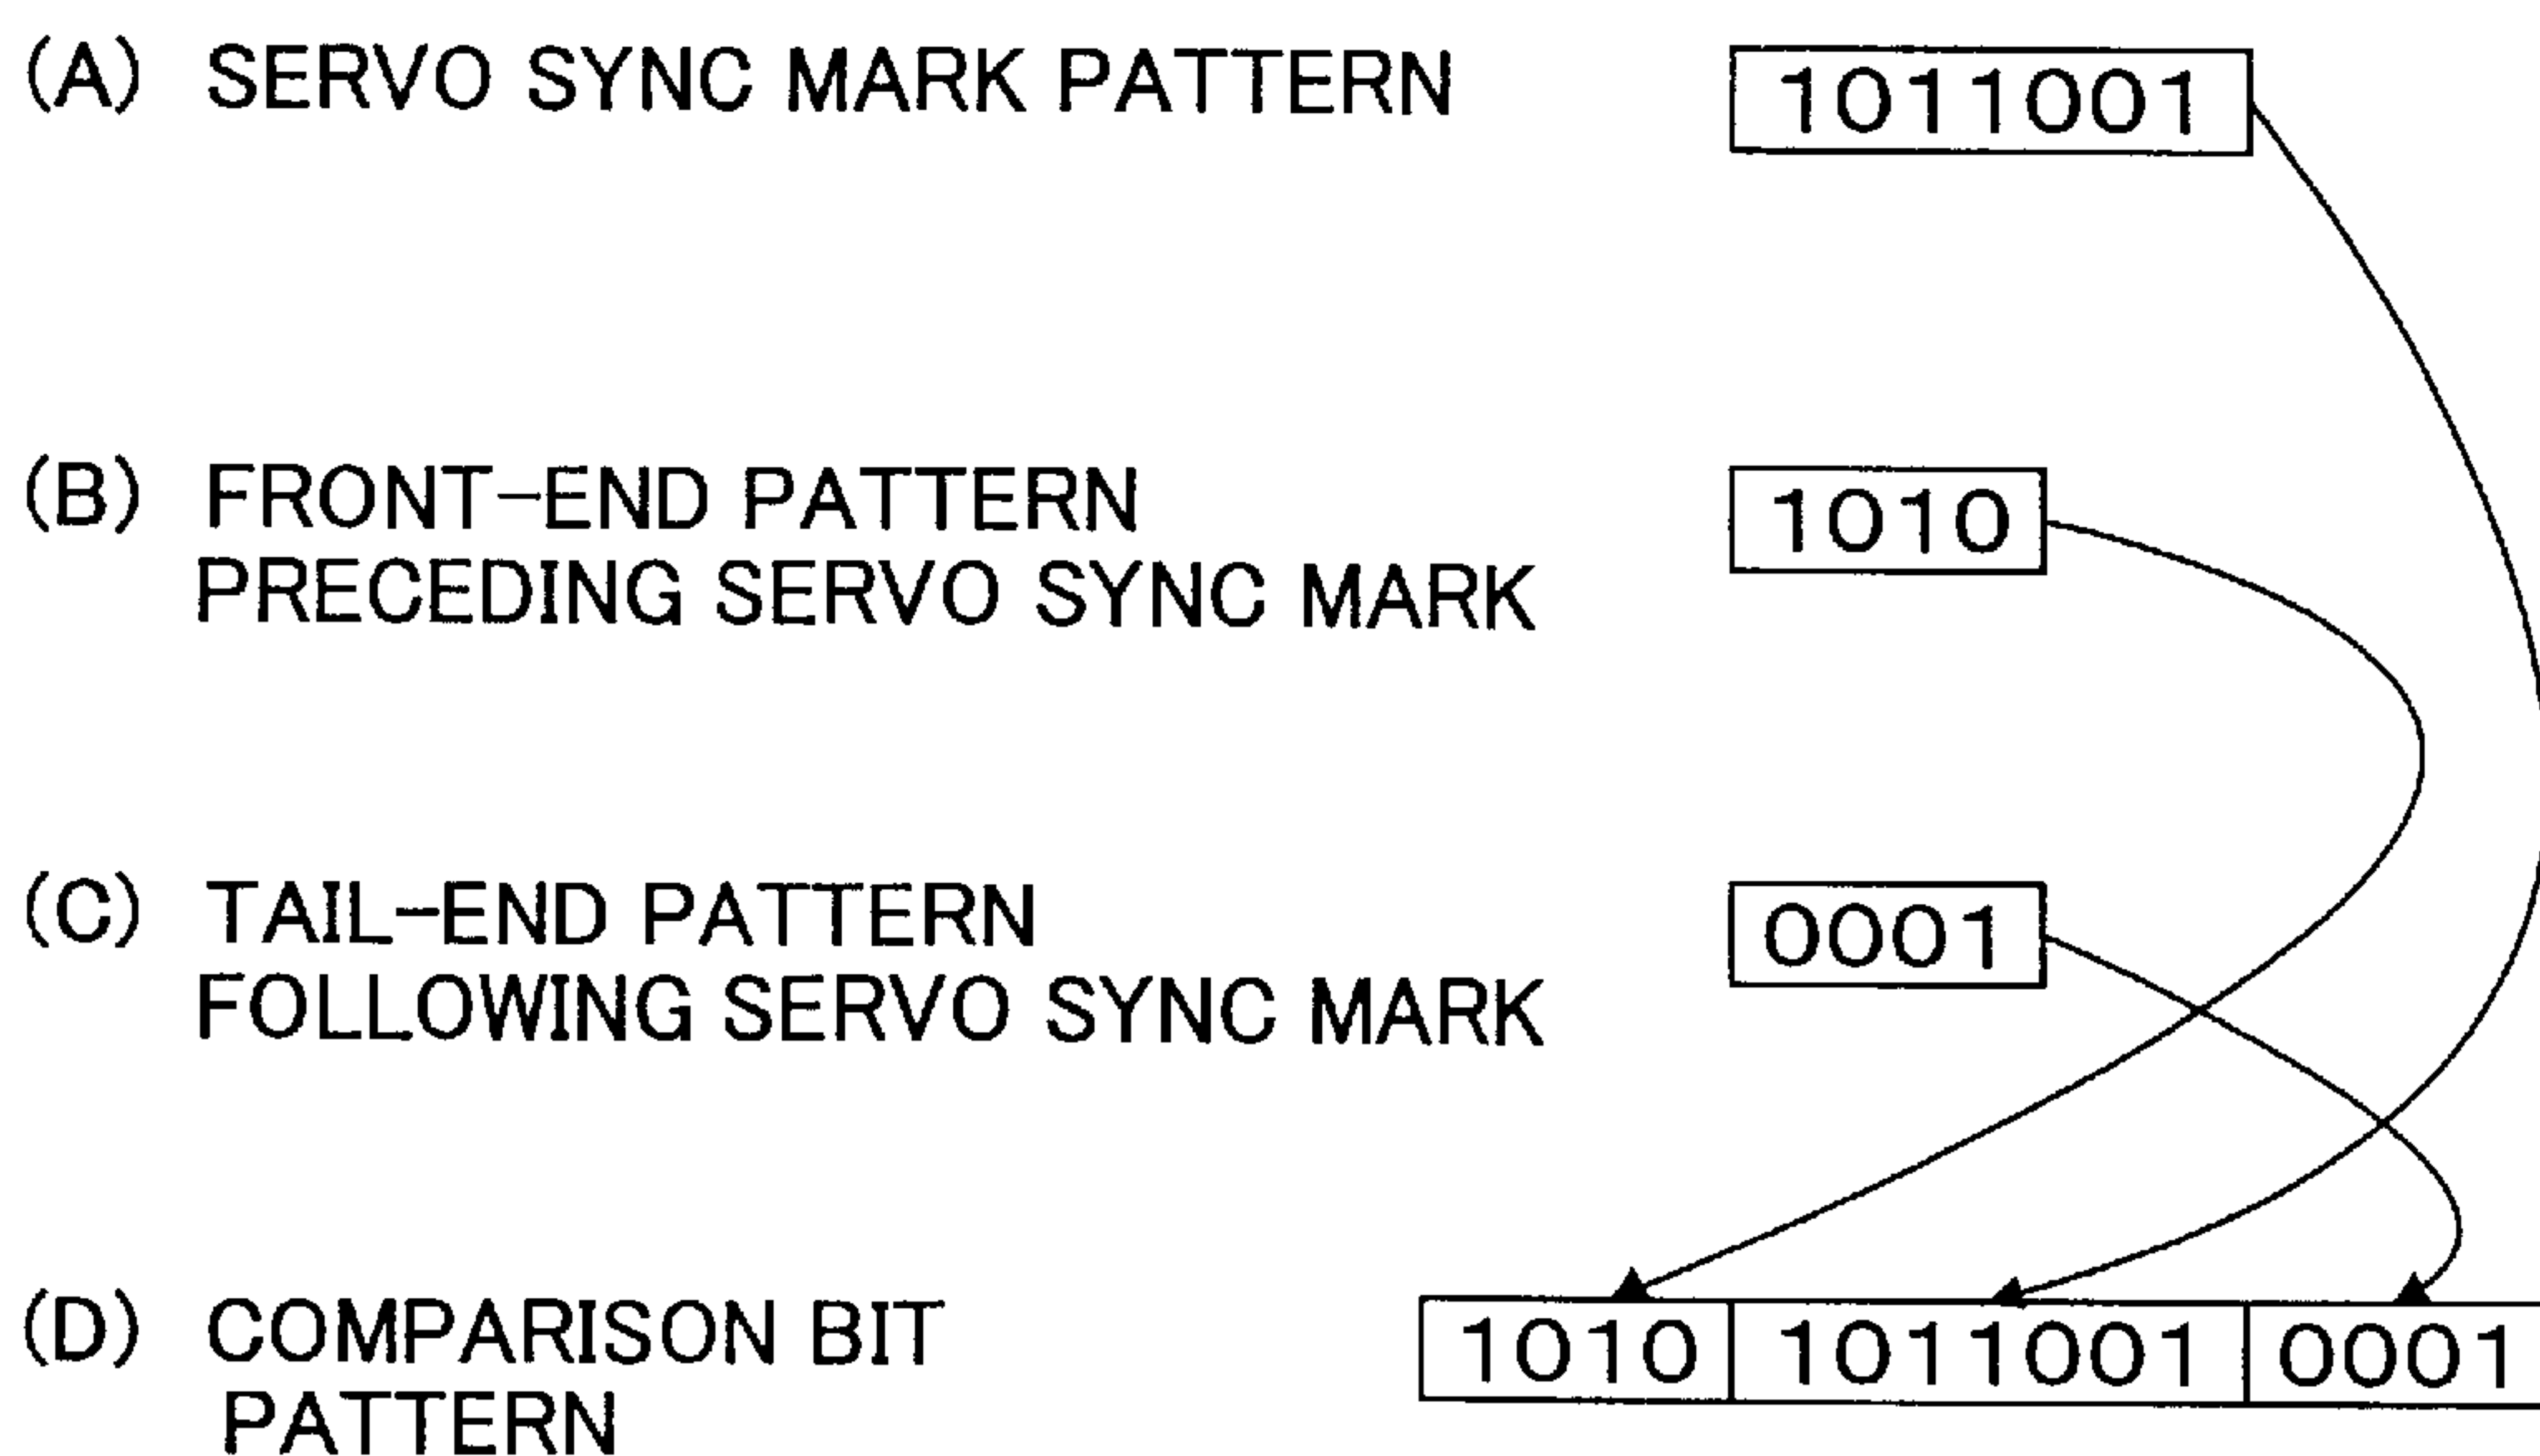 (A) SERVO SYNC MARK PATTERN 1011001
(B) FRONT-END PATTERN 1010
PRECEDING SERVO SYNC MARK
(C) TAIL-END PATTERN 0001
FOLLOWING SERVO SYNC MARK
(D) COMPARISON BIT 1010 1011001 0001
PATTERN